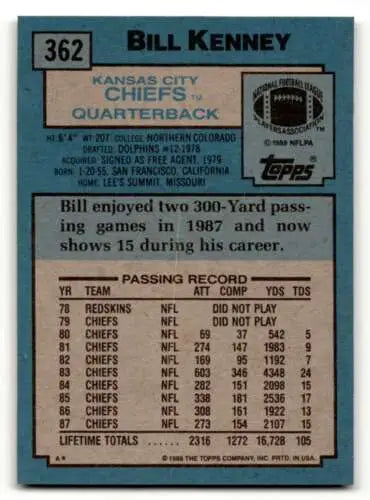 362
BILL KENNEY
KANSAS CITY
CHIEFS TM
QUARTERBACK
NATIONAL FOOTBALL LEAGUE
PLAYERS ASSOCIATION
© 1988 NFLPA
Topps®
HT: 6'4" WT: 207 COLLEGE: NORTHERN COLORADO
DRAFTED: DOLPHINS #12-1978
ACQUIRED: SIGNED AS FREE AGENT, 1979
BORN: 1-20-55, SAN FRANCISCO, CALIFORNIA
HOME: LEE'S SUMMIT, MISSOURI
Bill enjoyed two 300-Yard pass-
ing games in 1987 and now
shows 15 during his career.
PASSING RECORD
YR TEAM ATT COMP YDS TDS
78 REDSKINS NFL DID NOT PLAY
79 CHIEFS NFL DID NOT PLAY
80 CHIEFS NFL 69 37 542 5
81 CHIEFS NFL 274 147 1983 9
82 CHIEFS NFL 169 95 1192 7
83 CHIEFS NFL 603 346 4348 24
84 CHIEFS NFL 282 151 2098 15
85 CHIEFS NFL 338 181 2536 17
86 CHIEFS NFL 308 161 1922 13
87 CHIEFS NFL 273 154 2107 15
LIFETIME TOTALS ...... 2316 1272 16,728 105
A* © 1988 THE TOPPS COMPANY, INC. PRTD. IN USA.